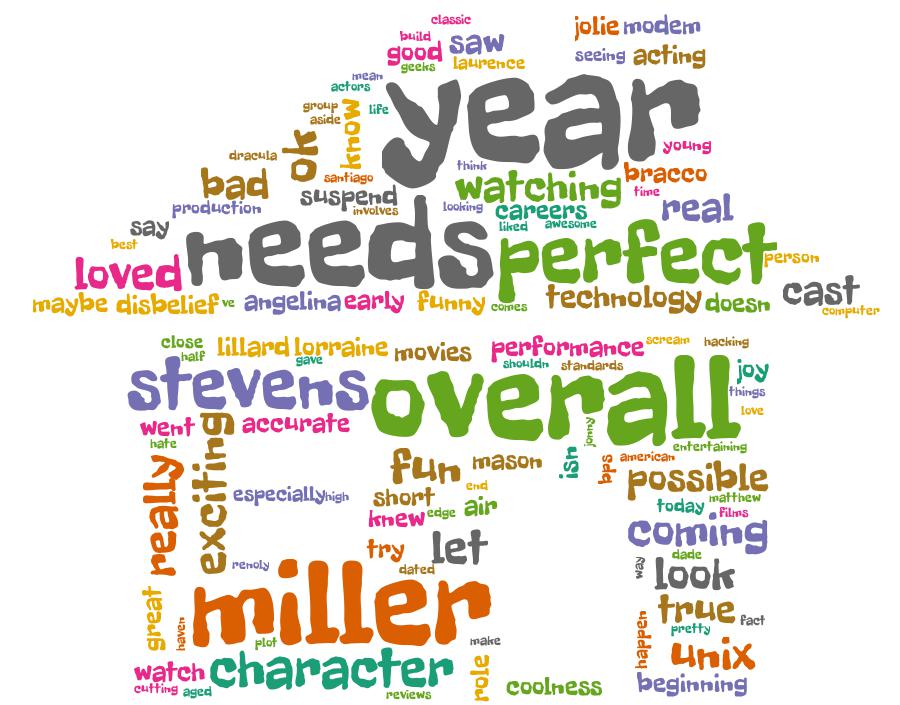 classic
jolie modem
build
good saw
seeing acting
geeks laurence
mean
actors
year
group
aside
know
life
ok
young
dracula
think
bad
santiago
watching
bracco
suspend
time
production
involves
looking
careers
real
say
liked
awesome
best
needs
perfect
loved
person
cast
maybe disbelief ve angelina early funny comes technology doesn
computer
close
lillard lorraine movies performance scream hacking
half
gave
shouldn standards
stevens
overall
joy
things
love
went
accurate
jonny
hate
entertaining
exciting
really
fun mason
isn
bps
american
possible
especially high
end
short
edge air
matthew
today
films
knew
coming
try
let
dade
renoly
dated
way
look
great
haven
miller
true
fact
pretty
happen
plot
make
unix
watch
character
role
coolness
beginning
cutting aged
reviews